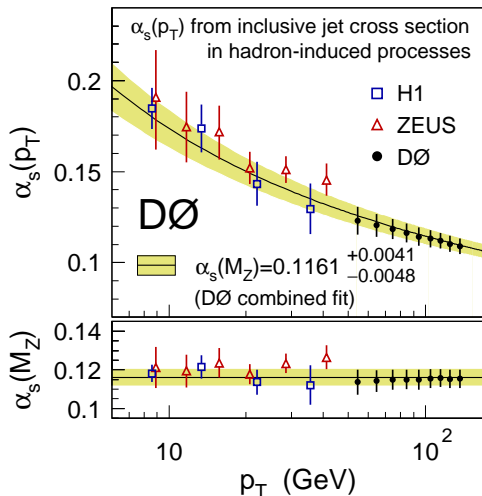 αs(pT) from inclusive jet cross section
in hadron-induced processes
H1
ZEUS
DØ
αs(pT)
0.2
0.15
0.1
DØ
αs(MZ)=0.1161 +0.0041
−0.0048
(DØ combined fit)
αs(MZ)
0.14
0.12
0.1
10
10²
pT (GeV)